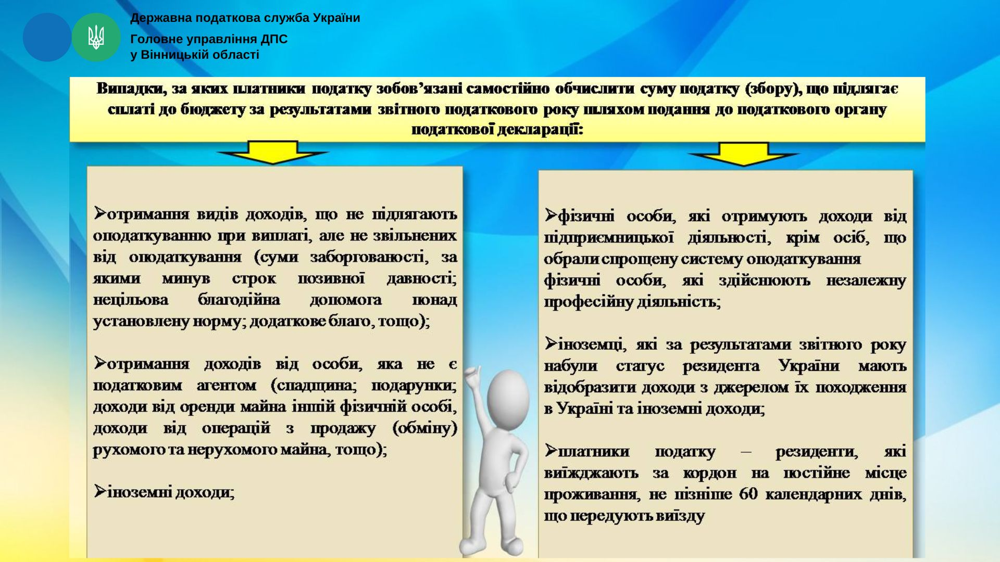 Державна податкова служба України
Головне управління ДПС
у Вінницькій області
Випадки, за яких платники податку зобов’язані самостійно обчислити суму податку (збору), що підлягає
сплаті до бюджету за результатами звітного податкового року шляхом подання до податкового органу
податкової декларації:
➢отримання видів доходів, що не підлягають
оподаткуванню при виплаті, але не звільнених
від оподаткування (суми заборгованості, за
якими минув строк позивної давності;
нецільова благодійна допомога понад
установлену норму; додаткове благо, тощо);
➢отримання доходів від особи, яка не є
податковим агентом (спадщина; подарунки;
доходи від оренди майна іншій фізичній особі,
доходи від операцій з продажу (обміну)
рухомого та нерухомого майна, тощо);
➢іноземні доходи;
➢фізичні особи, які отримують доходи від
підприємницької діяльності, крім осіб, що
обрали спрощену систему оподаткування
фізичні особи, які здійснюють незалежну
професійну діяльність;
➢іноземці, які за результатами звітного року
набули статус резидента України мають
відобразити доходи з джерелом їх походження
в Україні та іноземні доходи;
➢платники податку – резиденти, які
виїжджають за кордон на постійне місце
проживання, не пізніше 60 календарних днів,
що передують виїзду